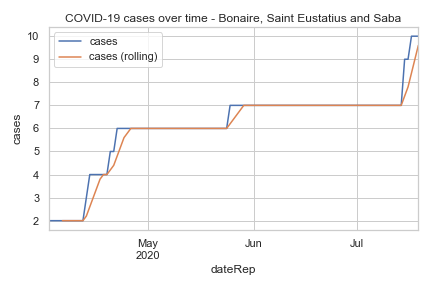 COVID-19 cases over time - Bonaire, Saint Eustatius and Saba
cases
cases (rolling)
10
9
8
7
6
5
4
3
2
cases
May
2020
Jun
Jul
dateRep